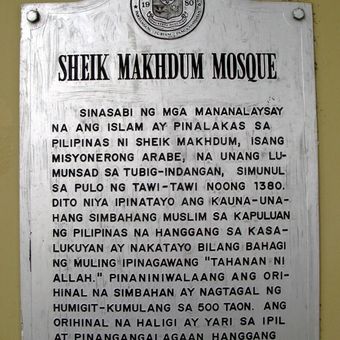 1980
SHEIK MAKHDUM MOSQUE
SINASABI NG MGA MANANALAYSAY
NA ANG ISLAM AY PINALAKAS SA
PILIPINAS NI SHEIK MAKHDUM, ISANG
MISYONERONG ARABE, NA UNANG LU-
MUNSAD SA TUBIG-INDANGAN, SIMUNUL
SA PULO NG TAWI-TAWI NOONG 1380.
DITO NIYA IPINATAYO ANG KAUNA-UNA-
HANG SIMBAHANG MUSLIM SA KAPULUAN
NG PILIPINAS NA HANGGANG SA KASA-
LUKUYAN AY NAKATAYO BILANG BAHAGI
NG MULING IPINAGAWANG "TAHANAN NI
ALLAH." PINANINIWALAANG ANG ORI-
HINAL NA SIMBAHAN AY NAGTAGAL NG
HUMIGIT-KUMULANG SA 500 TAON. ANG
ORIHINAL NA HALIGI AY YARI SA IPIL
AT PINANGANGALAGAAN HANGGANG